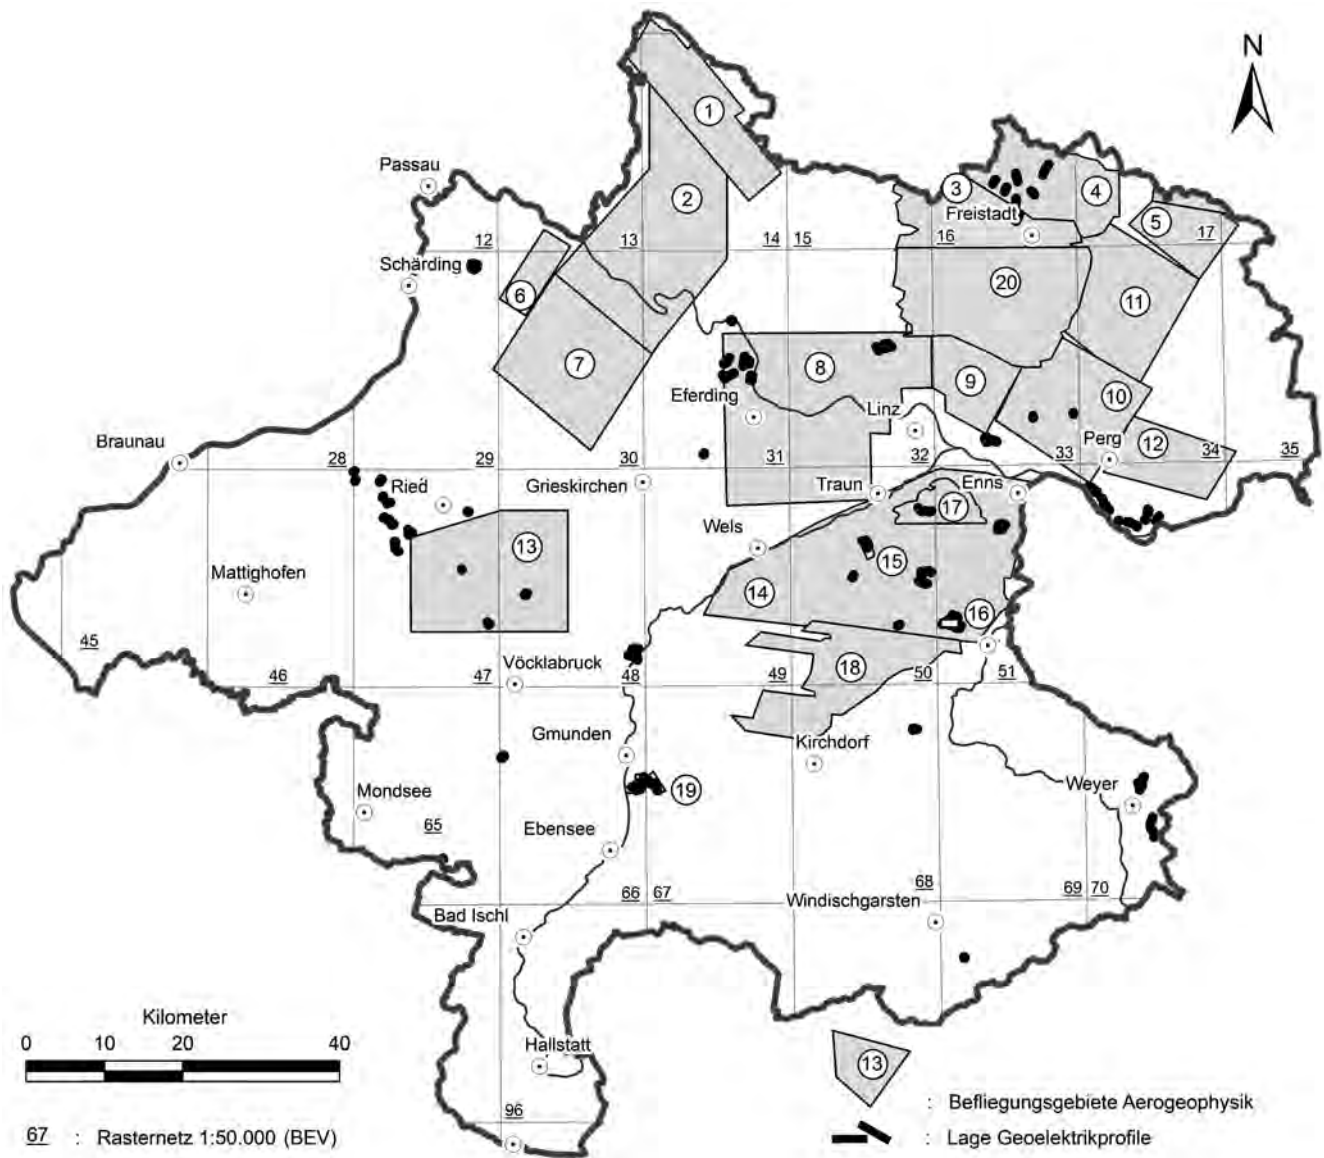 N
1
Passau
2
3
4
Freistadt
5
12
13
14 15
16
17
Schärding
6
20
11
7
8
9
10
Eferding
Linz
Braunau
Perg
12
28
29
30
31
32
33
34
35
Ried
Grieskirchen
Traun
Enns
17
Wels
13
15
Mattighofen
14
16
45
18
46
47
Vöcklabruck
48
49
50
51
Gmunden
Kirchdorf
Mondsee
19
Weyer
65
Ebensee
66 67
68
69 70
Windischgarsten
Bad Ischl
Kilometer
0 10 20 40
Hallstatt
13
96
: Befliegungsgebiete Aerogeophysik
67 : Rasternetz 1:50.000 (BEV)
: Lage Geoelektrikprofile